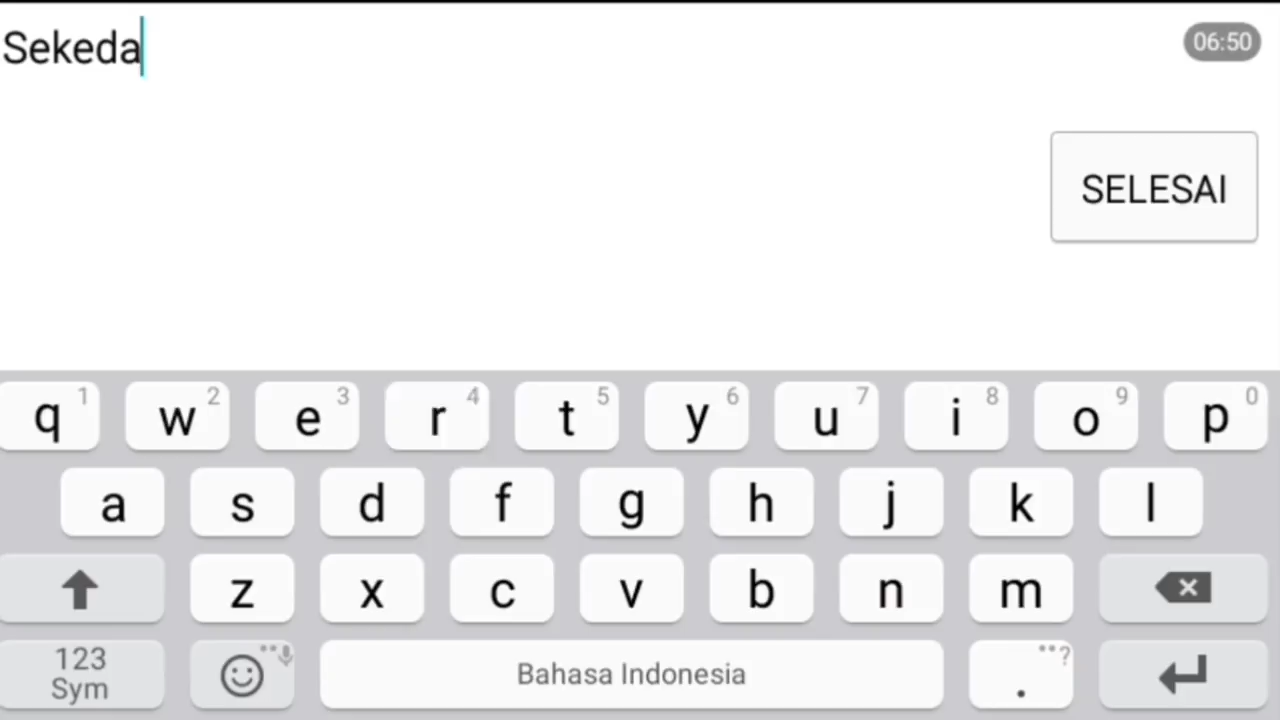 Sekeda
06:50
SELESAI
q 1 w 2 e 3 r 4 t 5 y 6 u 7 i 8 o 9 p 0
a s d f g h j k l
z x c v b n m
123
Sym
Bahasa Indonesia
. ?